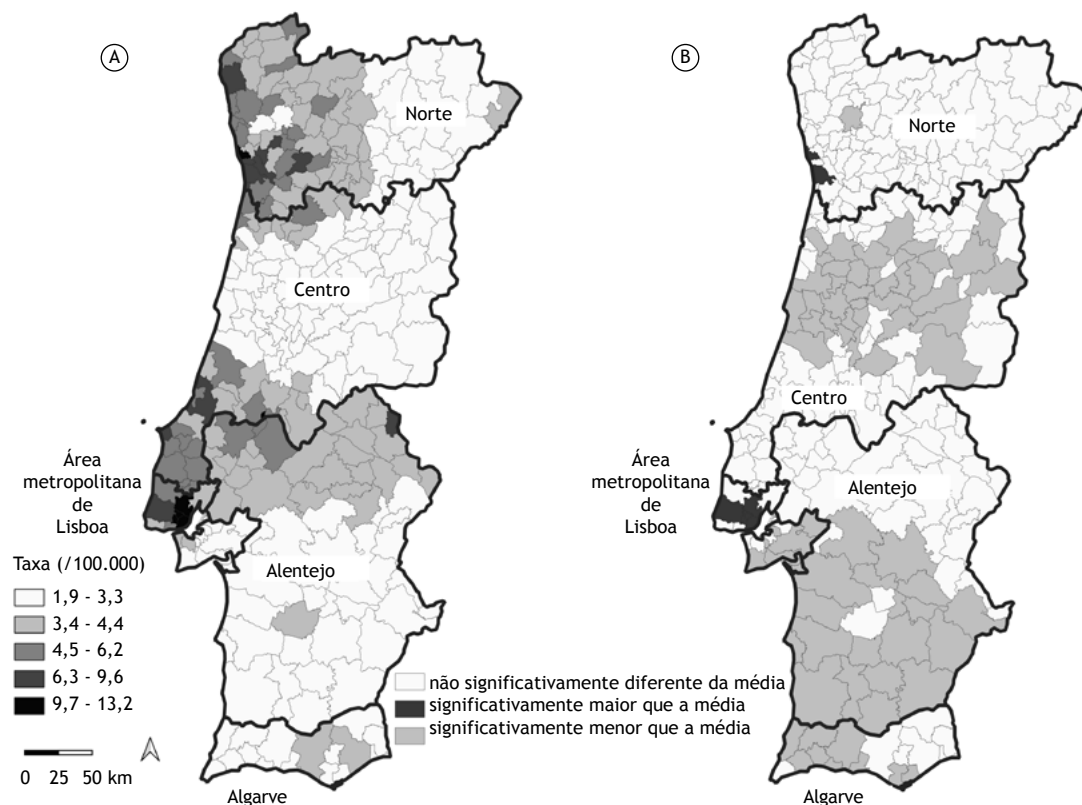 A
Norte
Centro
Área
metropolitana
de
Lisboa
Alentejo
Algarve
Taxa (/100.000)
1,9 - 3,3
3,4 - 4,4
4,5 - 6,2
6,3 - 9,6
9,7 - 13,2
0 25 50 km
B
Norte
Centro
Área
metropolitana
de
Lisboa
Alentejo
Algarve
não significativamente diferente da média
significativamente maior que a média
significativamente menor que a média